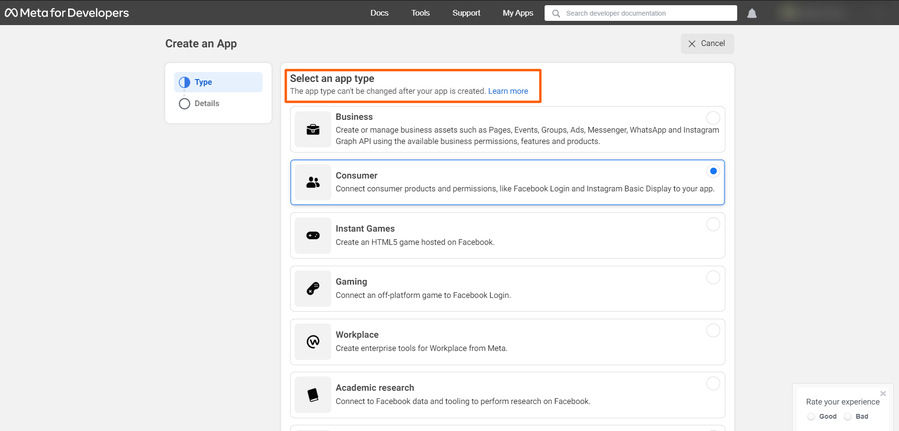 Meta for Developers
Docs
Tools
Support
My Apps
Search developer documentation
Create an App
Cancel
Type
Details
Select an app type
The app type can't be changed after your app is created. Learn more
Business
Create or manage business assets such as Pages, Events, Groups, Ads, Messenger, WhatsApp and Instagram
Graph API using the available business permissions, features and products.
Consumer
Connect consumer products and permissions, like Facebook Login and Instagram Basic Display to your app.
Instant Games
Create an HTML5 game hosted on Facebook.
Gaming
Connect an off-platform game to Facebook Login.
Workplace
Create enterprise tools for Workplace from Meta.
Academic research
Connect to Facebook data and tooling to perform research on Facebook.
Rate your experience
Good
Bad